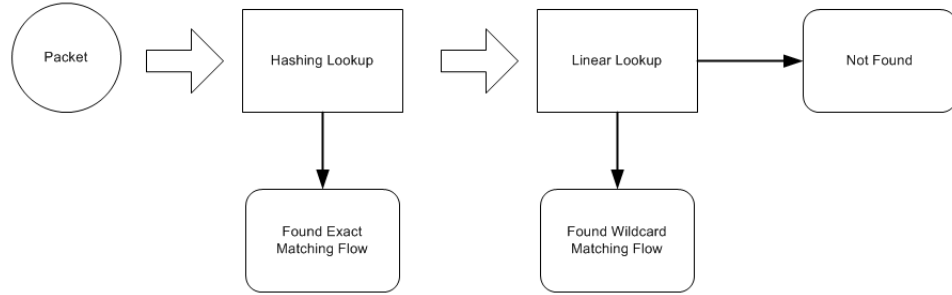 Packet
Hashing Lookup
Linear Lookup
Not Found
Found Exact
Matching Flow
Found Wildcard
Matching Flow